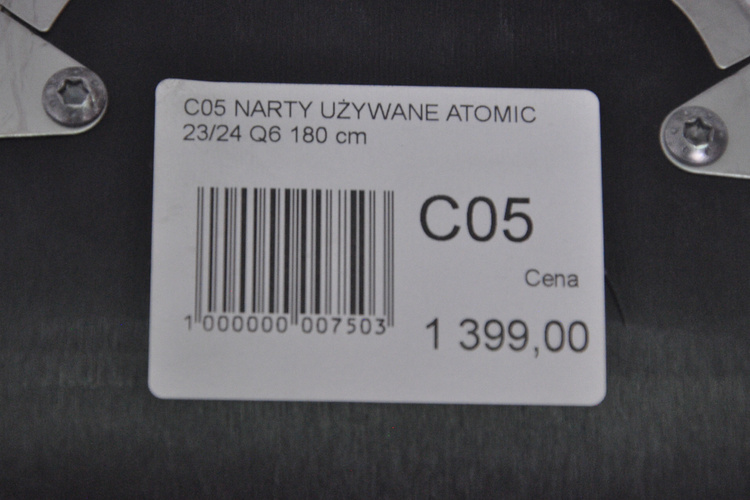 C05 NARTY UŻYWANE ATOMIC
23/24 Q6 180 cm
C05
Cena
1 000000 007503
1 399,00